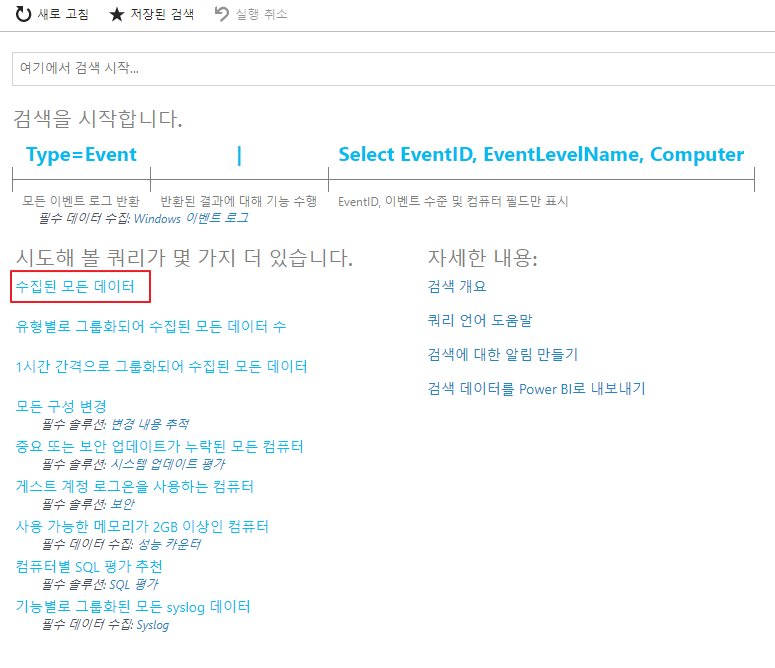 새로 고침 저장된 검색 실행 취소
여기에서 검색 시작...
검색을 시작합니다.
Type=Event | Select EventID, EventLevelName, Computer
모든 이벤트 로그 반환 반환된 결과에 대해 기능 수행 EventID, 이벤트 수준 및 컴퓨터 필드만 표시
필수 데이터 수집: Windows 이벤트 로그
시도해 볼 쿼리가 몇 가지 더 있습니다.
수집된 모든 데이터
유형별로 그룹화되어 수집된 모든 데이터 수
1시간 간격으로 그룹화되어 수집된 모든 데이터
모든 구성 변경
필수 솔루션: 변경 내용 추적
중요 또는 보안 업데이트가 누락된 모든 컴퓨터
필수 솔루션: 시스템 업데이트 평가
게스트 계정 로그온을 사용하는 컴퓨터
필수 솔루션: 보안
사용 가능한 메모리가 2GB 이상인 컴퓨터
필수 데이터 수집: 성능 카운터
컴퓨터별 SQL 평가 추천
필수 솔루션: SQL 평가
기능별로 그룹화된 모든 syslog 데이터
필수 데이터 수집: Syslog
자세한 내용:
검색 개요
쿼리 언어 도움말
검색에 대한 알림 만들기
검색 데이터를 Power BI로 내보내기